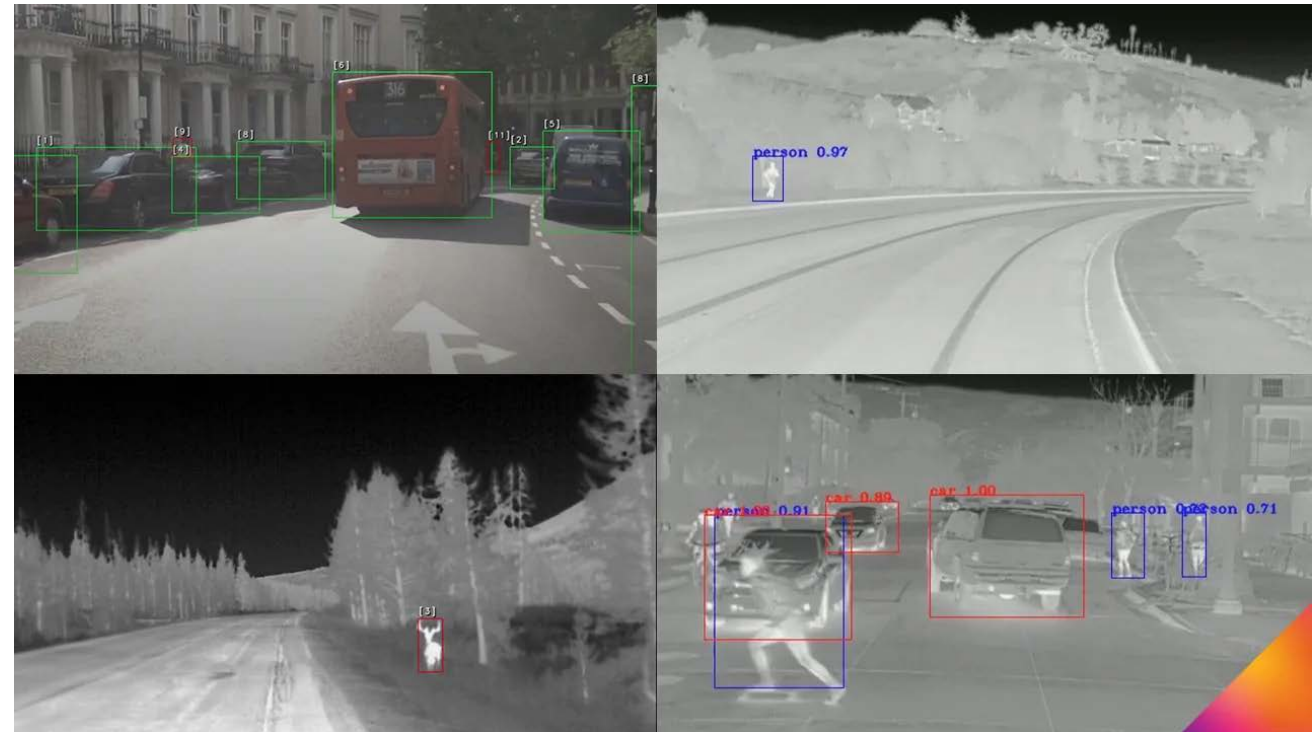 [6]
316
[8]
[9]
[11]
[2]
[5]
[1]
[4]
[8]
person 0.97
[3]
car 0.89
car 1.00
person 0.91
person
person 0.71